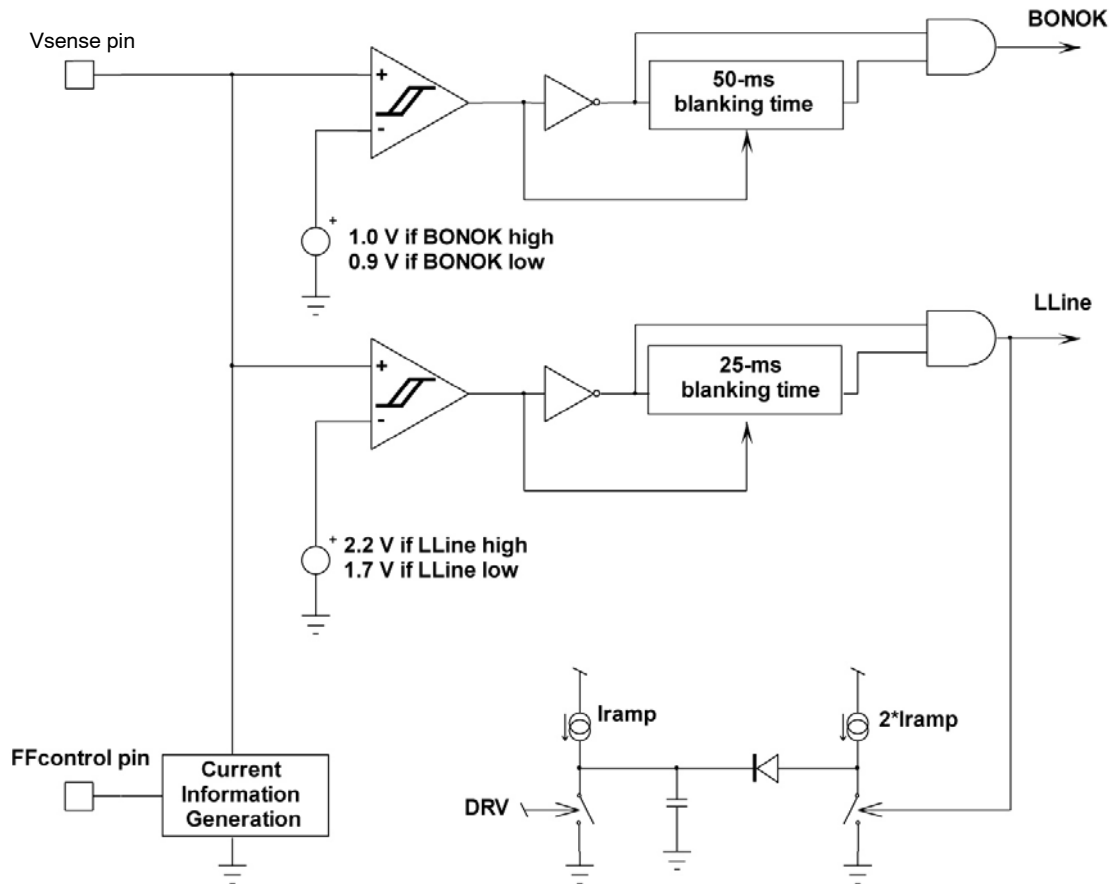 BONOK
Vsense pin
+
-
50-ms
blanking time
+
1.0 V if BONOK high
0.9 V if BONOK low
LLine
+
-
25-ms
blanking time
+
2.2 V if LLine high
1.7 V if LLine low
Iramp
2*Iramp
FFcontrol pin
Current
Information
Generation
DRV